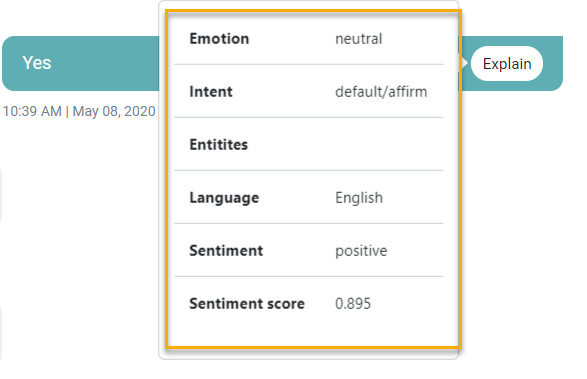 Yes
Explain
10:39 AM | May 08, 2020
Emotion neutral
Intent default/affirm
Entitites
Language English
Sentiment positive
Sentiment score 0.895